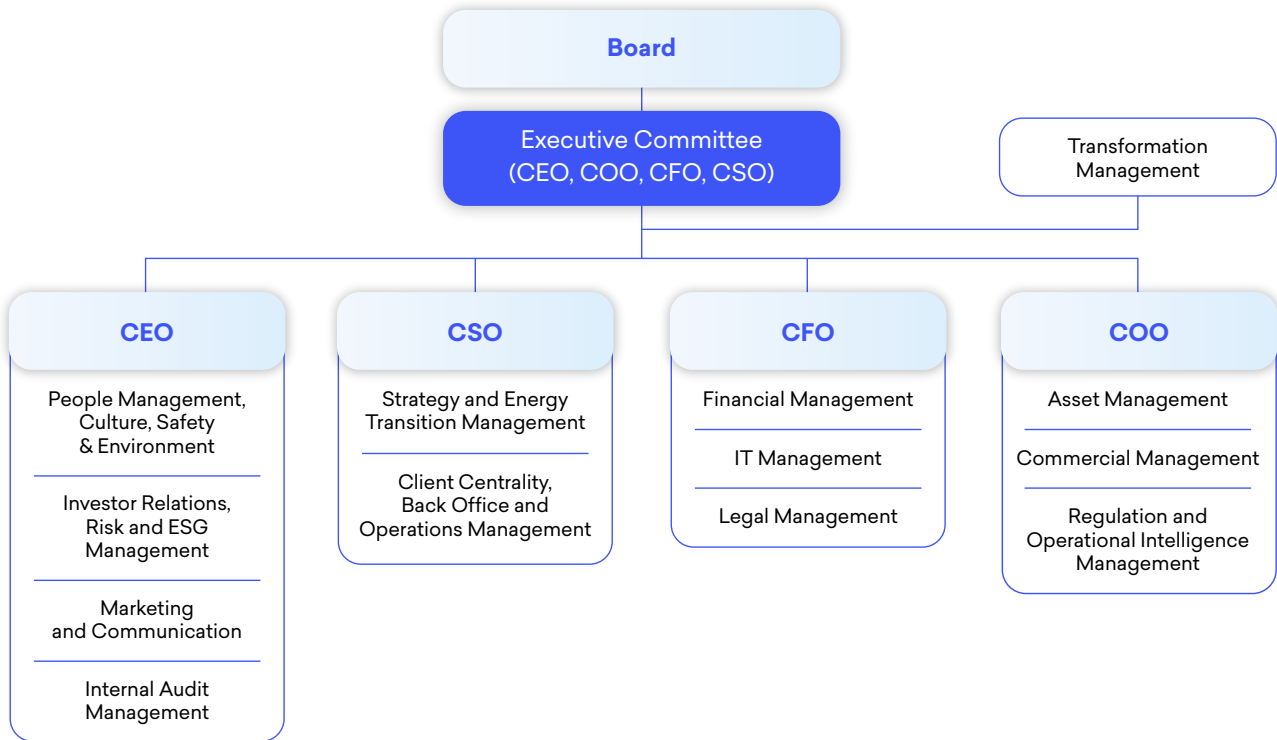 Board
Executive Committee
(CEO, COO, CFO, CSO)
Transformation
Management
CEO
People Management,
Culture, Safety
& Environment
Investor Relations,
Risk and ESG
Management
Marketing
and Communication
Internal Audit
Management
CSO
Strategy and Energy
Transition Management
Client Centrality,
Back Office and
Operations Management
CFO
Financial Management
IT Management
Legal Management
COO
Asset Management
Commercial Management
Regulation and
Operational Intelligence
Management